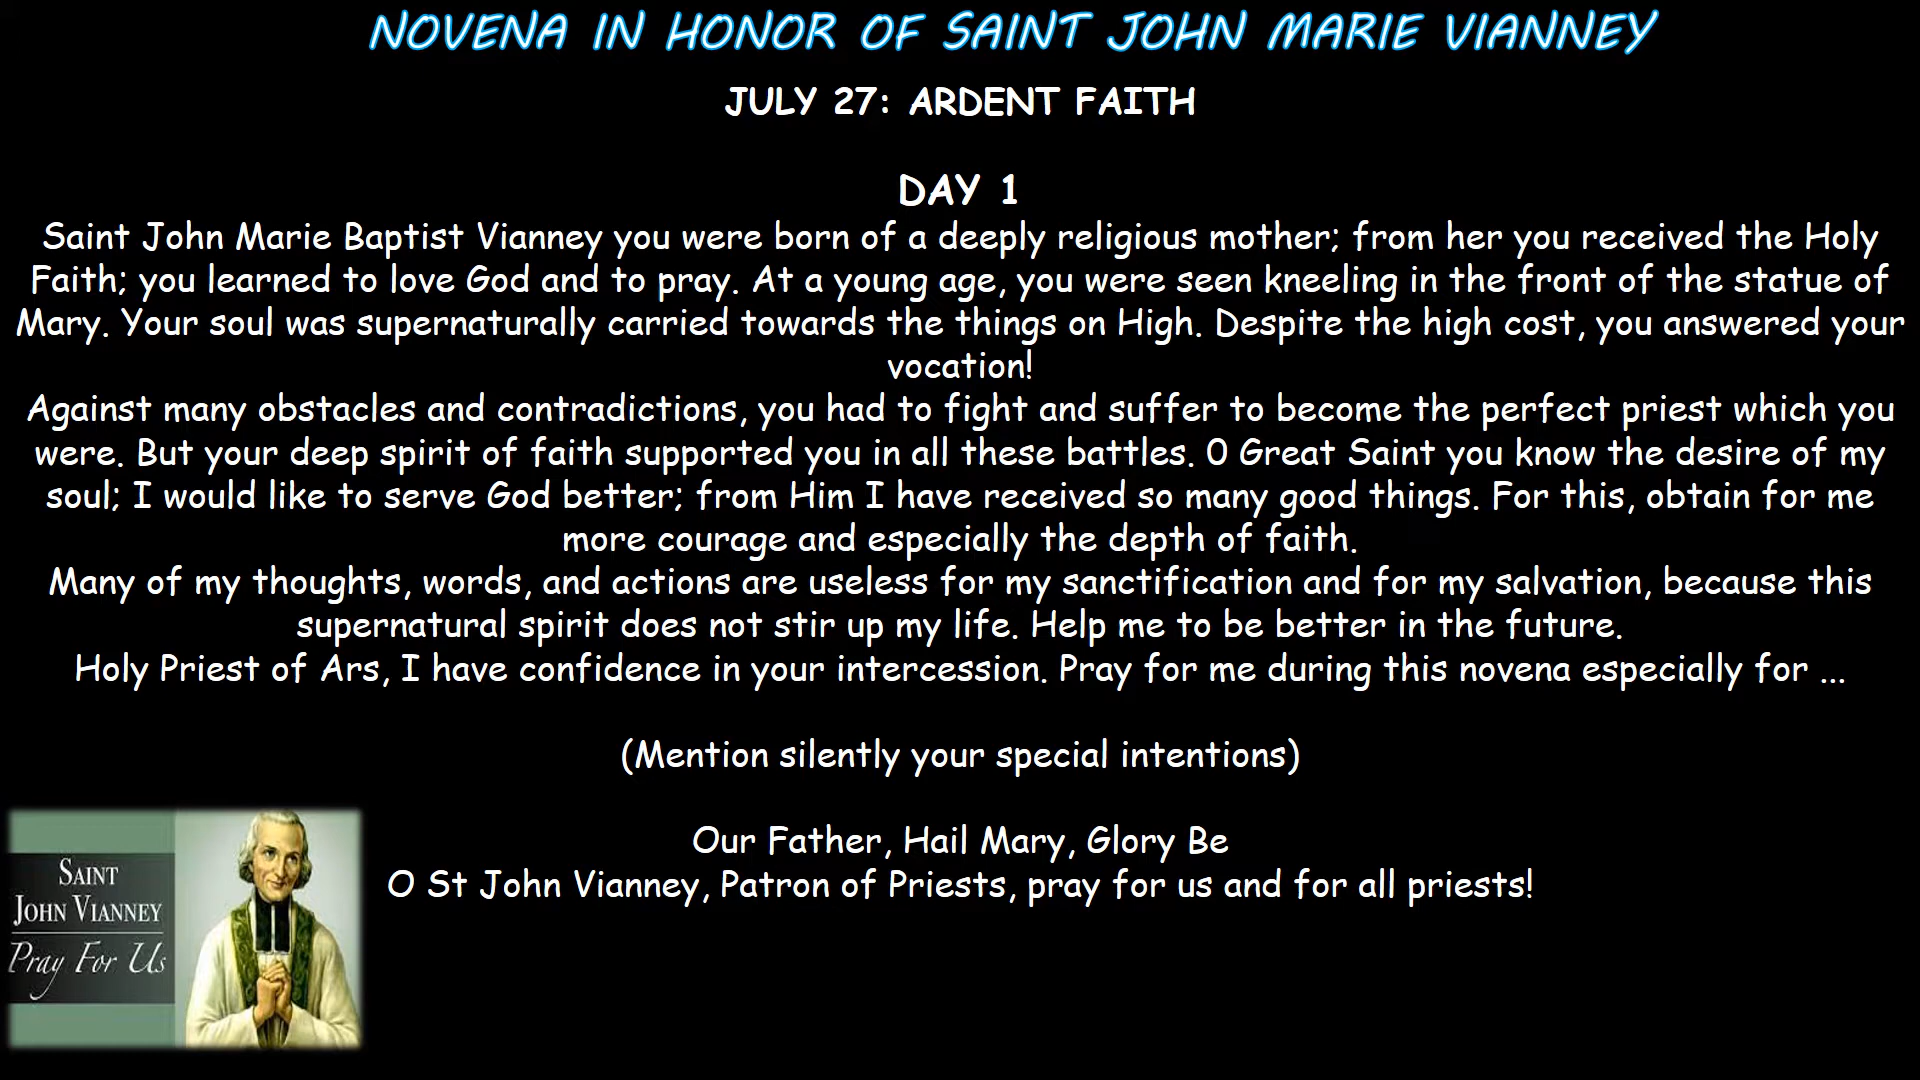 NOVENA IN HONOR OF SAINT JOHN MARIE VIANNEY
JULY 27: ARDENT FAITH
DAY 1
Saint John Marie Baptist Vianney you were born of a deeply religious mother; from her you received the Holy
Faith; you learned to love God and to pray. At a young age, you were seen kneeling in the front of the statue of
Mary. Your soul was supernaturally carried towards the things on High. Despite the high cost, you answered your
vocation!
Against many obstacles and contradictions, you had to fight and suffer to become the perfect priest which you
were. But your deep spirit of faith supported you in all these battles. 0 Great Saint you know the desire of my
soul; I would like to serve God better; from Him I have received so many good things. For this, obtain for me
more courage and especially the depth of faith.
Many of my thoughts, words, and actions are useless for my sanctification and for my salvation, because this
supernatural spirit does not stir up my life. Help me to be better in the future.
Holy Priest of Ars, I have confidence in your intercession. Pray for me during this novena especially for ...
(Mention silently your special intentions)
Our Father, Hail Mary, Glory Be
O St John Vianney, Patron of Priests, pray for us and for all priests!
SAINT
JOHN VIANNEY
Pray For Us